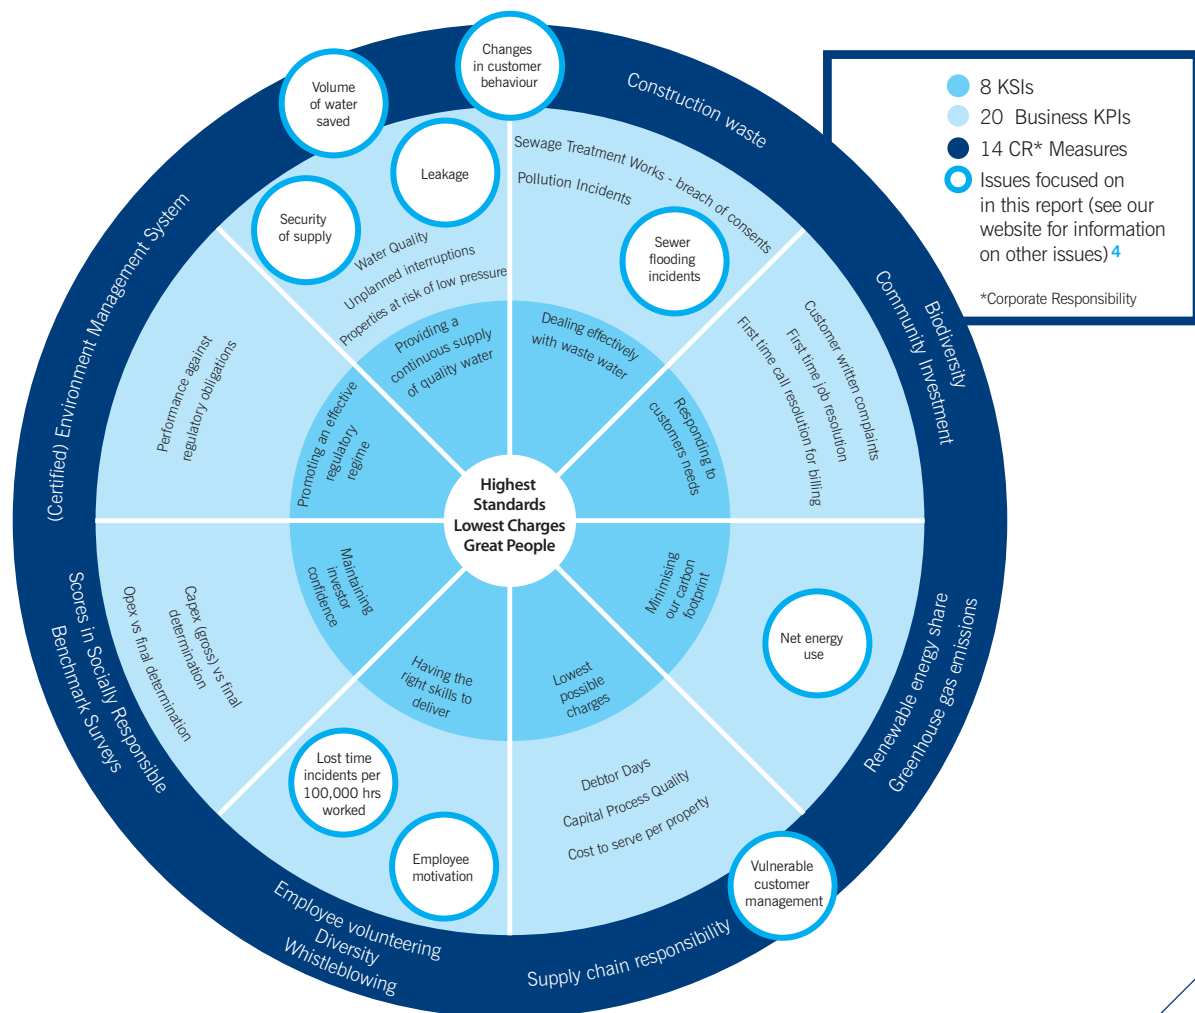 Changes
in customer
behaviour
Volume
of water
saved
Construction waste
8 KSIs
20 Business KPIs
14 CR* Measures
Issues focused on
in this report (see our
website for information
on other issues) 4
*Corporate Responsibility
Leakage
Security
of supply
Water Quality
Unplanned interruptions
Properties at risk of low pressure
Sewage Treatment Works - breach of consents
Pollution Incidents
Sewer
flooding
incidents
(Certified) Environment Management System
Biodiversity
Community Investment
Performance against
regulatory obligations
Customer written complaints
First time job resolution
First time call resolution for billing
Providing a
continuous supply
of quality water
Dealing effectively
with waste water
Promoting an effective
regulatory
regime
Responding to
customers needs
Highest
Standards
Lowest Charges
Great People
Maintaining
investor
confidence
Minimising
our carbon
footprint
Having the
right skills to
deliver
Lowest
possible
charges
Scores in Socially Responsible
Benchmark Surveys
Capex (gross) vs final
determination
Opex vs final determination
Net energy
use
Renewable energy share
Greenhouse gas emissions
Lost time
incidents per
100,000 hrs
worked
Employee
motivation
Debtor Days
Capital Process Quality
Cost to serve per property
Vulnerable
customer
management
Employee volunteering
Diversity
Whistleblowing
Supply chain responsibility